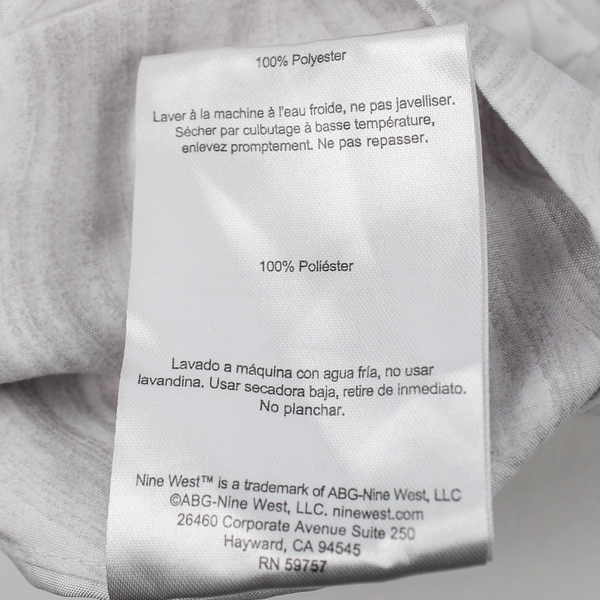 100% Polyester
Laver à la machine à l'eau froide, ne pas javelliser.
Sécher par culbutage à basse température,
enlevez promptement. Ne pas repasser.
100% Poliéster
Lavado a máquina con agua fría, no usar
lavandina. Usar secadora baja, retire de inmediato.
No planchar.
Nine West™ is a trademark of ABG-Nine West, LLC
©ABG-Nine West, LLC. ninewest.com
26460 Corporate Avenue Suite 250
Hayward, CA 94545
RN 59757